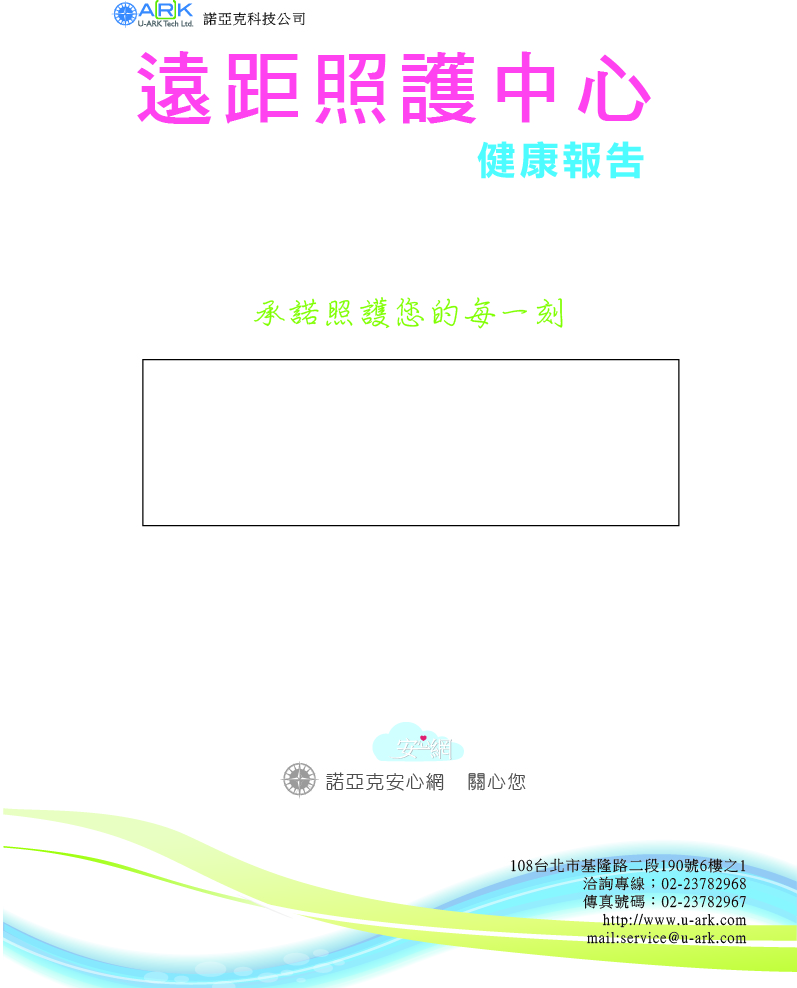 ARK
U-ARK Tech Ltd.
諾亞克科技公司
遠距照護中心
健康報告
承諾照護您的每一刻
安心網
諾亞克安心網 關心您
108台北市基隆路二段190號6樓之1
洽詢專線：02-23782968
傳真號碼：02-23782967
http://www.u-ark.com
mail:service@u-ark.com